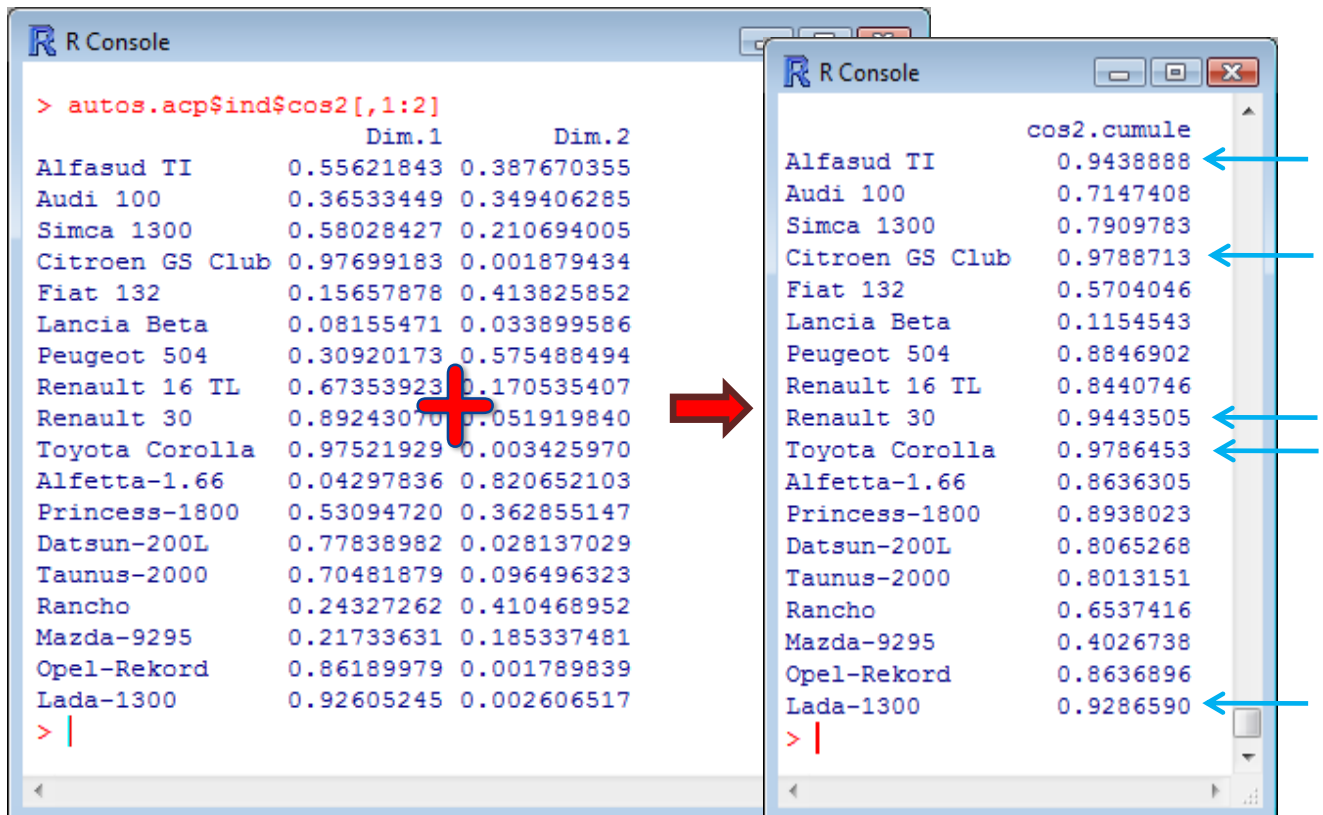 R Console
> autos.acp$ind$cos2[,1:2]
Dim.1 Dim.2
Alfasud TI 0.55621843 0.387670355
Audi 100 0.36533449 0.349406285
Simca 1300 0.58028427 0.210694005
Citroen GS Club 0.97699183 0.001879434
Fiat 132 0.15657878 0.413825852
Lancia Beta 0.08155471 0.033899586
Peugeot 504 0.30920173 0.575488494
Renault 16 TL 0.67353923 0.170535407
Renault 30 0.89243070 0.051919840
Toyota Corolla 0.97521929 0.003425970
Alfetta-1.66 0.04297836 0.820652103
Princess-1800 0.53094720 0.362855147
Datsun-200L 0.77838982 0.028137029
Taunus-2000 0.70481879 0.096496323
Rancho 0.24327262 0.410468952
Mazda-9295 0.21733631 0.185337481
Opel-Rekord 0.86189979 0.001789839
Lada-1300 0.92605245 0.002606517
>
R Console
cos2.cumule
Alfasud TI 0.9438888
Audi 100 0.7147408
Simca 1300 0.7909783
Citroen GS Club 0.9788713
Fiat 132 0.5704046
Lancia Beta 0.1154543
Peugeot 504 0.8846902
Renault 16 TL 0.8440746
Renault 30 0.9443505
Toyota Corolla 0.9786453
Alfetta-1.66 0.8636305
Princess-1800 0.8938023
Datsun-200L 0.8065268
Taunus-2000 0.8013151
Rancho 0.6537416
Mazda-9295 0.4026738
Opel-Rekord 0.8636896
Lada-1300 0.9286590
>